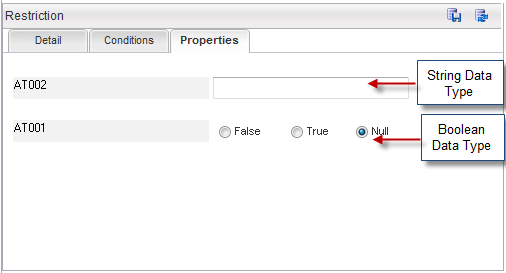 Restriction
Detail
Conditions
Properties
AT002
String Data
Type
AT001
False
True
Null
Boolean
Data Type